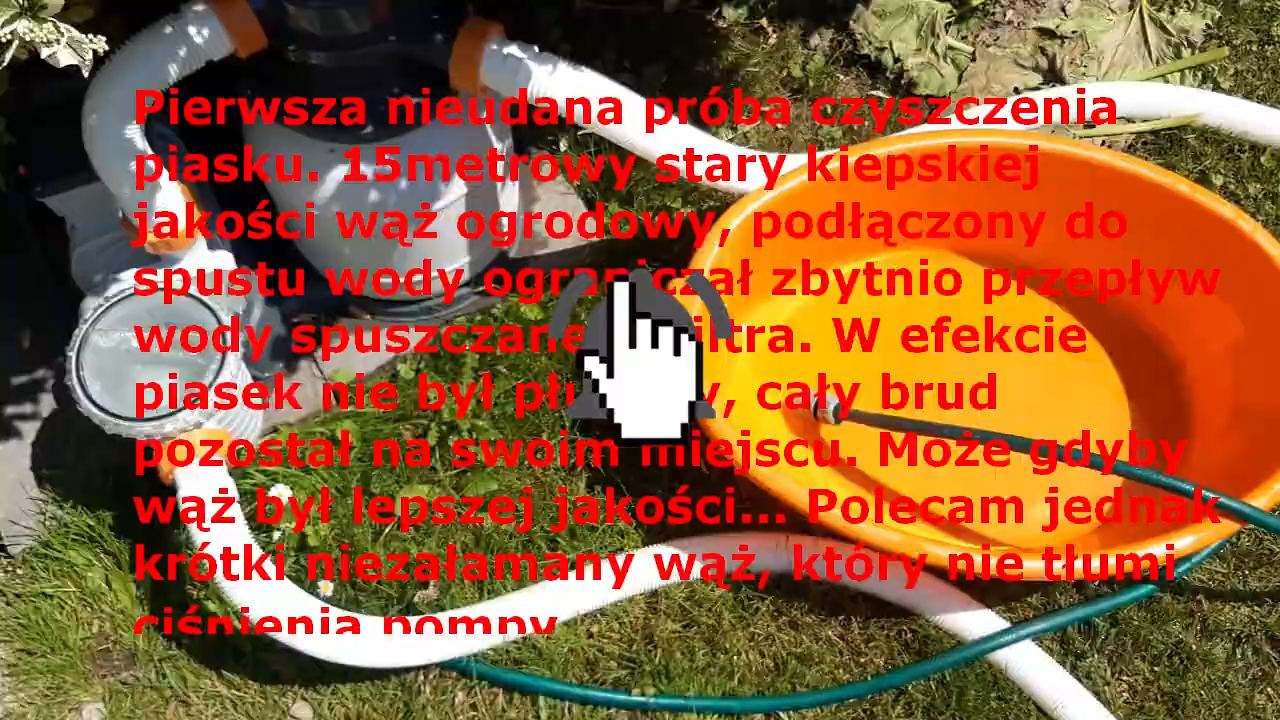 Pierwsza nieudana próba czyszczenia
piasku. 15metrowy stary kiepskiej
jakości wąż ogrodowy, podłączony do
spustu wody ograniczał zbytnio przepływ
wody filtra. W efekcie
piasek nie był cały brud
pozostał na swoim miejscu. Może gdyby
wąż był lepszej jakości... Polecam jednak
krótki niezałamany wąż, który nie tłumi
ciśnienia pompy